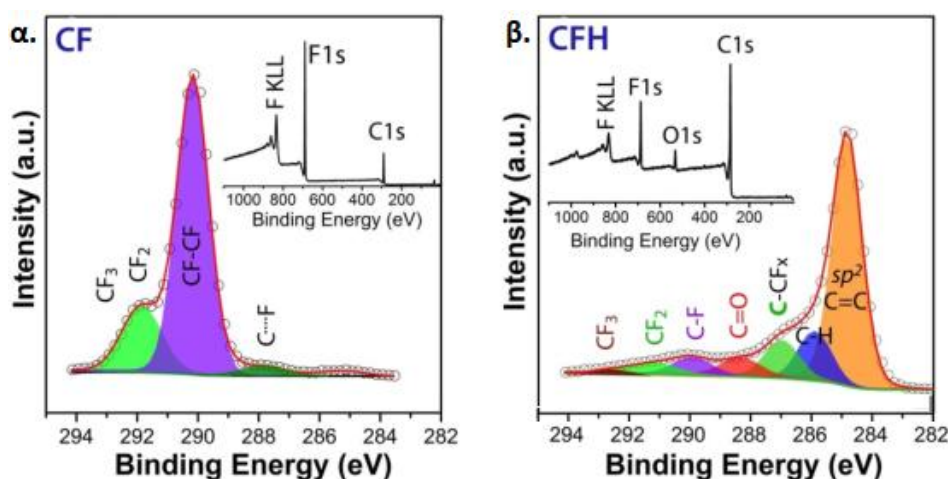 α. CF
F KLL
F1s
C1s
1000 800 600 400 200
Binding Energy (eV)
CF₃
CF₂
CF-CF
C····F
Intensity (a.u.)
294 292 290 288 286 284 282
Binding Energy (eV)
β. CFH
F KLL
F1s
O1s
C1s
1000 800 600 400 200
Binding Energy (eV)
CF₃
CF₂
C-F
C=O
C-CFₓ
C-H
sp²
C=C
Intensity (a.u.)
294 292 290 288 286 284 282
Binding Energy (eV)